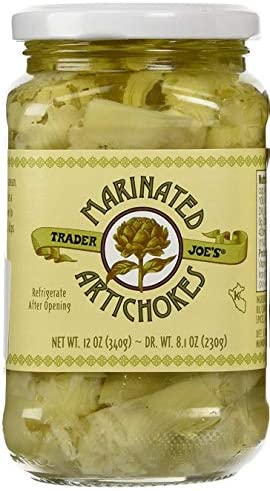 MARINATED
TRADER JOE'S®
ARTICHOKES
Refrigerate
After Opening
K
NET WT. 12 OZ (340g) ~ DR. WT. 8.1 OZ (230g)